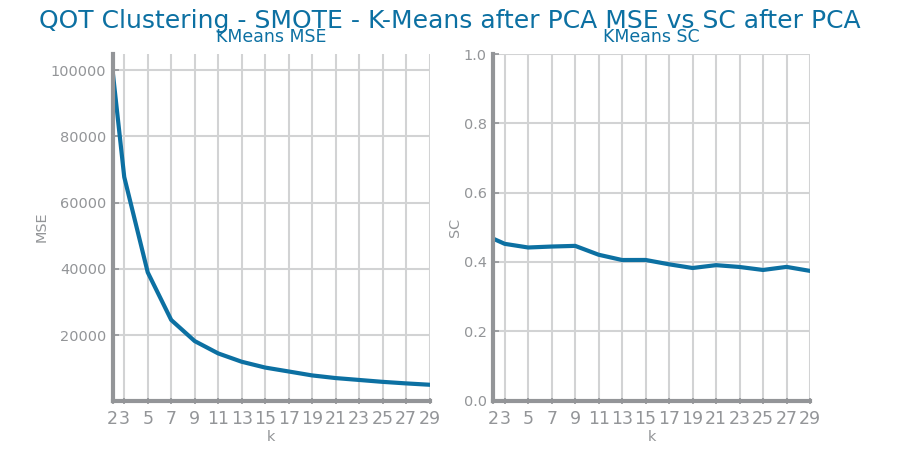 QOT Clustering - SMOTE - K-Means after PCA MSE vs SC after PCA
KMeans MSE
KMeans SC
100000
80000
60000
40000
20000
MSE
2 3 5 7 9 11 13 15 17 19 21 23 25 27 29
k
1.0
0.8
0.6
0.4
0.2
0.0
SC
2 3 5 7 9 11 13 15 17 19 21 23 25 27 29
k